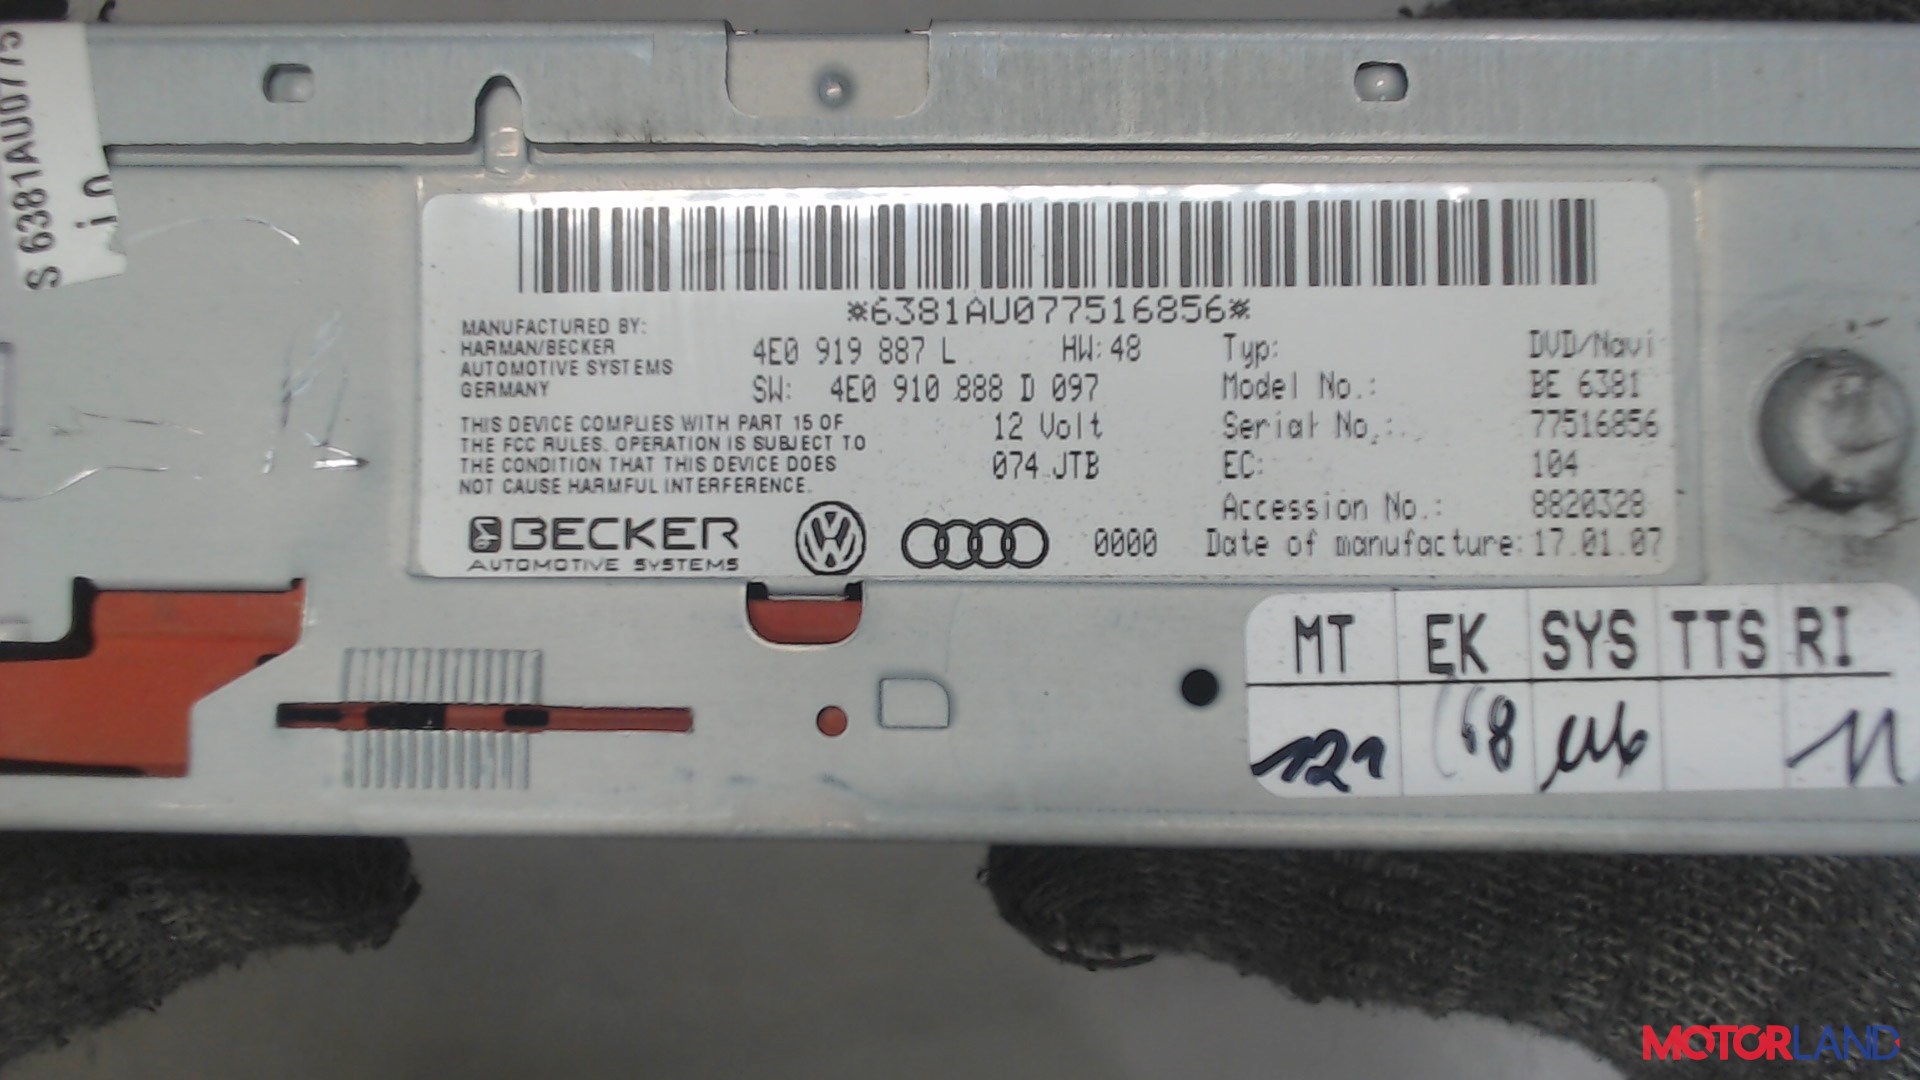 S 6381AU0775
in
*6381AU077516856*
MANUFACTURED BY:
HARMAN/BECKER
AUTOMOTIVE SYSTEMS
GERMANY
4E0 919 887 L HW: 48
SW: 4E0 910 888 D 097
THIS DEVICE COMPLIES WITH PART 15 OF
THE FCC RULES. OPERATION IS SUBJECT TO
THE CONDITION THAT THIS DEVICE DOES
NOT CAUSE HARMFUL INTERFERENCE.
12 Volt
074 JTB
Typ: DVD/Navi
Model No.: BE 6381
Serial No.: 77516856
EC: 104
Accession No.: 8820328
0000 Date of manufacture: 17.01.07
BECKER
AUTOMOTIVE SYSTEMS
MT EK SYS TTS RI
121
MOTORLAND